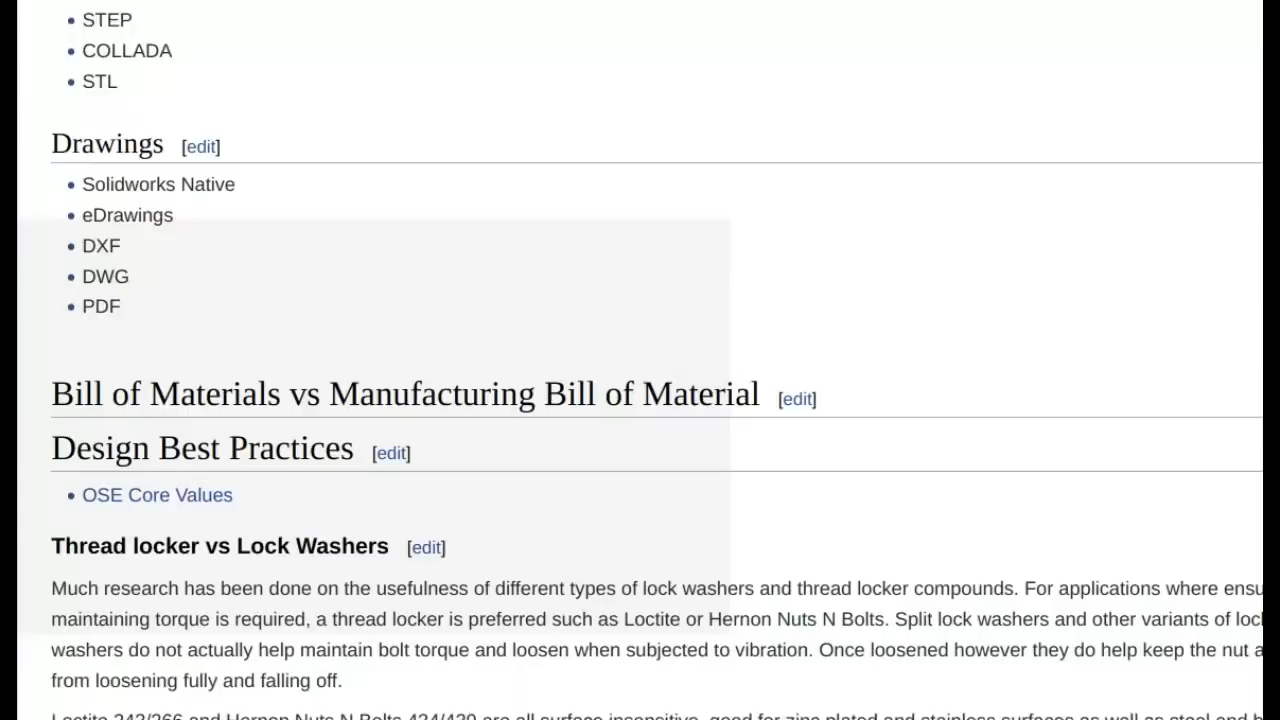 STEP
COLLADA
STL
Drawings [edit]
Solidworks Native
eDrawings
DXF
DWG
PDF
Bill of Materials vs Manufacturing Bill of Material [edit]
Design Best Practices [edit]
OSE Core Values
Thread locker vs Lock Washers [edit]
Much research has been done on the usefulness of different types of lock washers and thread locker compounds. For applications where
maintaining torque is required, a thread locker is preferred such as Loctite or Hernon Nuts N Bolts. Split lock washers and other variants of
washers do not actually help maintain bolt torque and loosen when subjected to vibration. Once loosened however they do help keep the nut
from loosening fully and falling off.